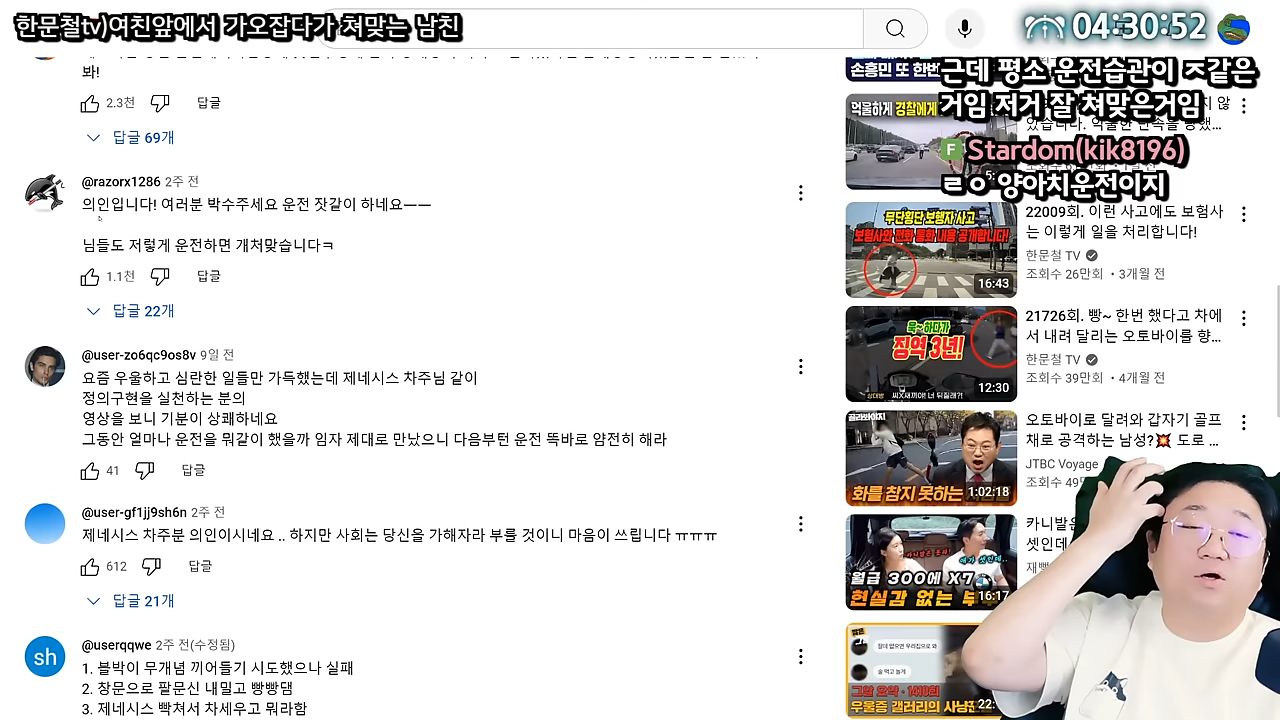 한문철tv)여친앞에서 가오잡다가 쳐맞는 남친
04:30:52
근데 평소 운전습관이 ㅈ같은
거임 저거 잘 쳐맞은거임
F Stardom(kik8196)
ㄹㅇ 양아치운전이지
봐!
2.3천 답글
답글 69개
@razorx1286 2주 전
의인입니다! 여러분 박수주세요 운전 잣같이 하네요ㅡㅡ
님들도 저렇게 운전하면 저쳐맞습니다ㅋ
1.1천 답글
답글 22개
@user-zo6qc9os8v 9일 전
요즘 우울하고 심란한 일들만 가득했는데 제네시스 차주님 같이
정의구현을 실천하는 분의
영상을 보니 기분이 상쾌하네요
그동안 얼마나 운전을 뭐같이 했을까 임자 제대로 만났으니 다음부턴 운전 똑바로 얌전히 해라
41 답글
@user-gf1jj9sh6n 2주 전
제네시스 차주분 의인이시네요 .. 하지만 사회는 당신을 가해자라 부를 것이니 마음이 쓰립니다 ㅠㅠㅠ
612 답글
답글 21개
sh
@userqqwe 2주 전(수정됨)
1. 블박이 무개념 끼어들기 시도했으나 실패
2. 창문으로 팔문신 내밀고 빵빵댐
3. 제네시스 빡쳐서 차세우고 뭐라함
손흥민 또 한번
억울하게 경찰에게
무단횡단 보행자 사고
보험사와 전화 통화 내용 공개합니다!
16:43
22009회. 이런 사고에도 보험사
는 이렇게 일을 처리합니다!
한문철 TV
조회수 26만회 • 3개월 전
욱~하다가
징역 3년!
12:30
21726회. 빵~ 한번 했다고 차에
서 내려 달리는 오토바이를 향...
한문철 TV
조회수 39만회 • 4개월 전
화를 참지 못하는
1:02:18
오토바이로 달려와 갑자기 골프
채로 공격하는 남성?💥 도로 ...
JTBC Voyage
조회수 49
월급 300에 X7
현실감 없는
16:17
카니발은
셋인데
우울증 갤러리의 사냥
22: